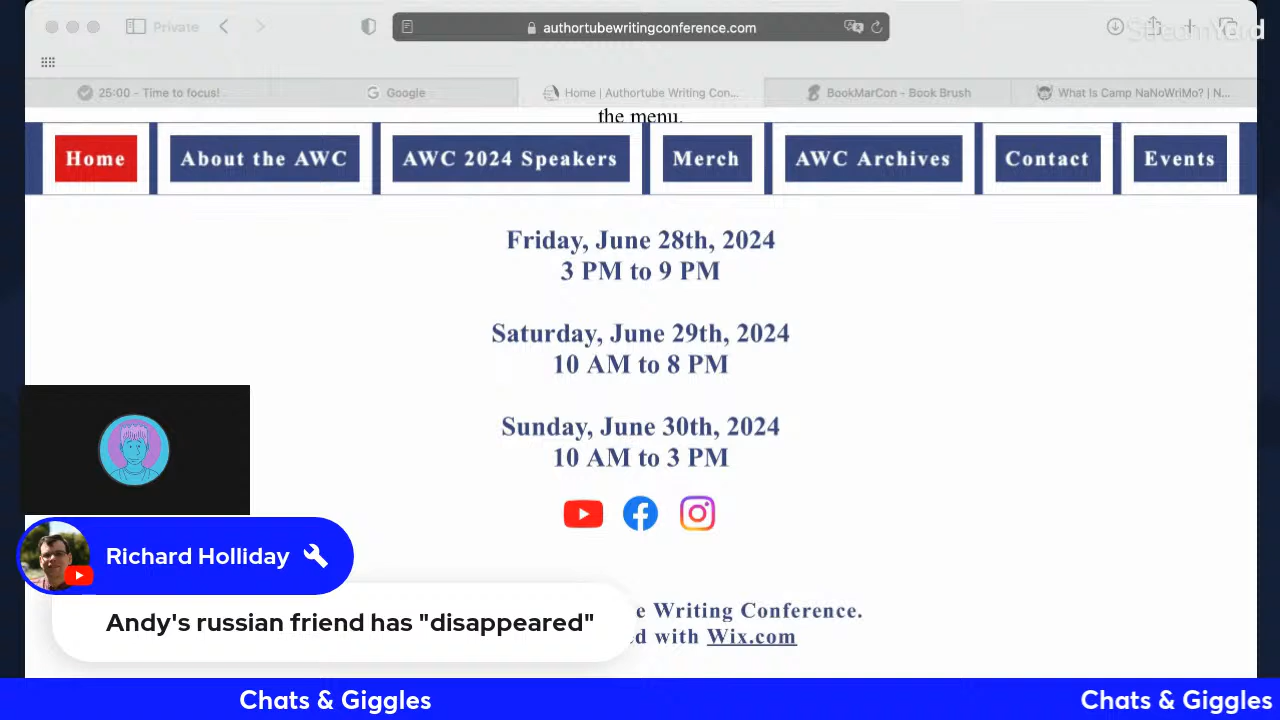 Private
authortubewritingconference.com
StreamYard
25:00 - Time to focus!
Google
Home | Authortube Writing Con...
BookMarCon - Book Brush
What Is Camp NaNoWriMo? | N...
the menu.
Home
About the AWC
AWC 2024 Speakers
Merch
AWC Archives
Contact
Events
Friday, June 28th, 2024
3 PM to 9 PM
Saturday, June 29th, 2024
10 AM to 8 PM
Sunday, June 30th, 2024
10 AM to 3 PM
Richard Holliday
Andy's russian friend has "disappeared"
e Writing Conference.
d with Wix.com
Chats & Giggles
Chats & Giggles